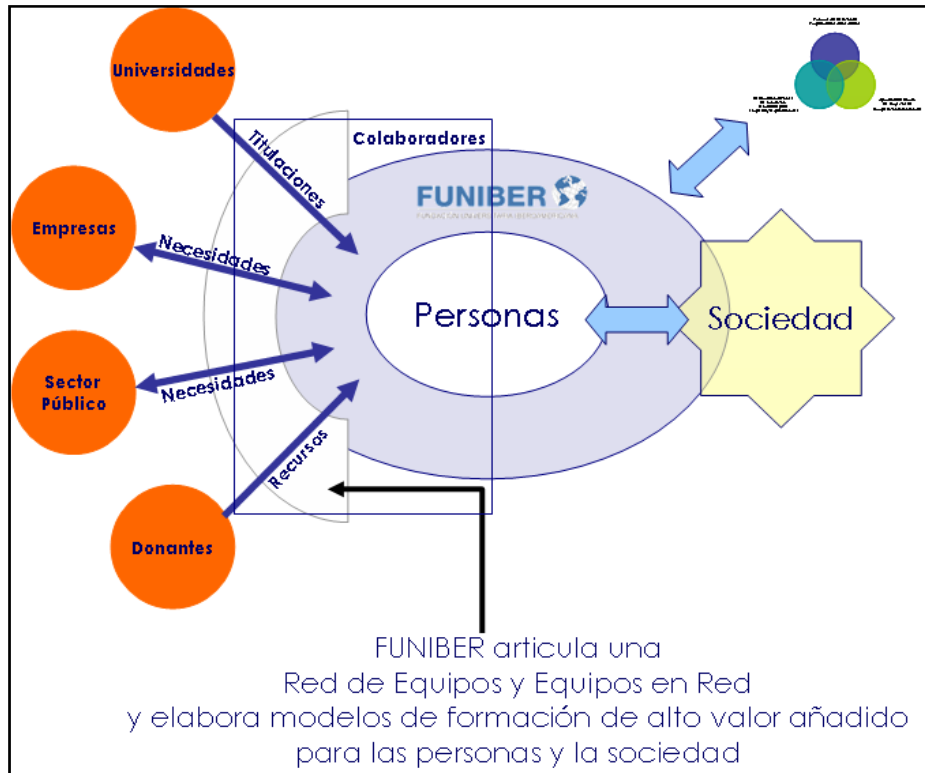 Universidades
Titulaciones
Colaboradores
FUNIBER
Empresas
Necesidades
Personas
Sociedad
Sector
Público
Necesidades
Recursos
Donantes
FUNIBER articula una
Red de Equipos y Equipos en Red
y elabora modelos de formación de alto valor añadido
para las personas y la sociedad